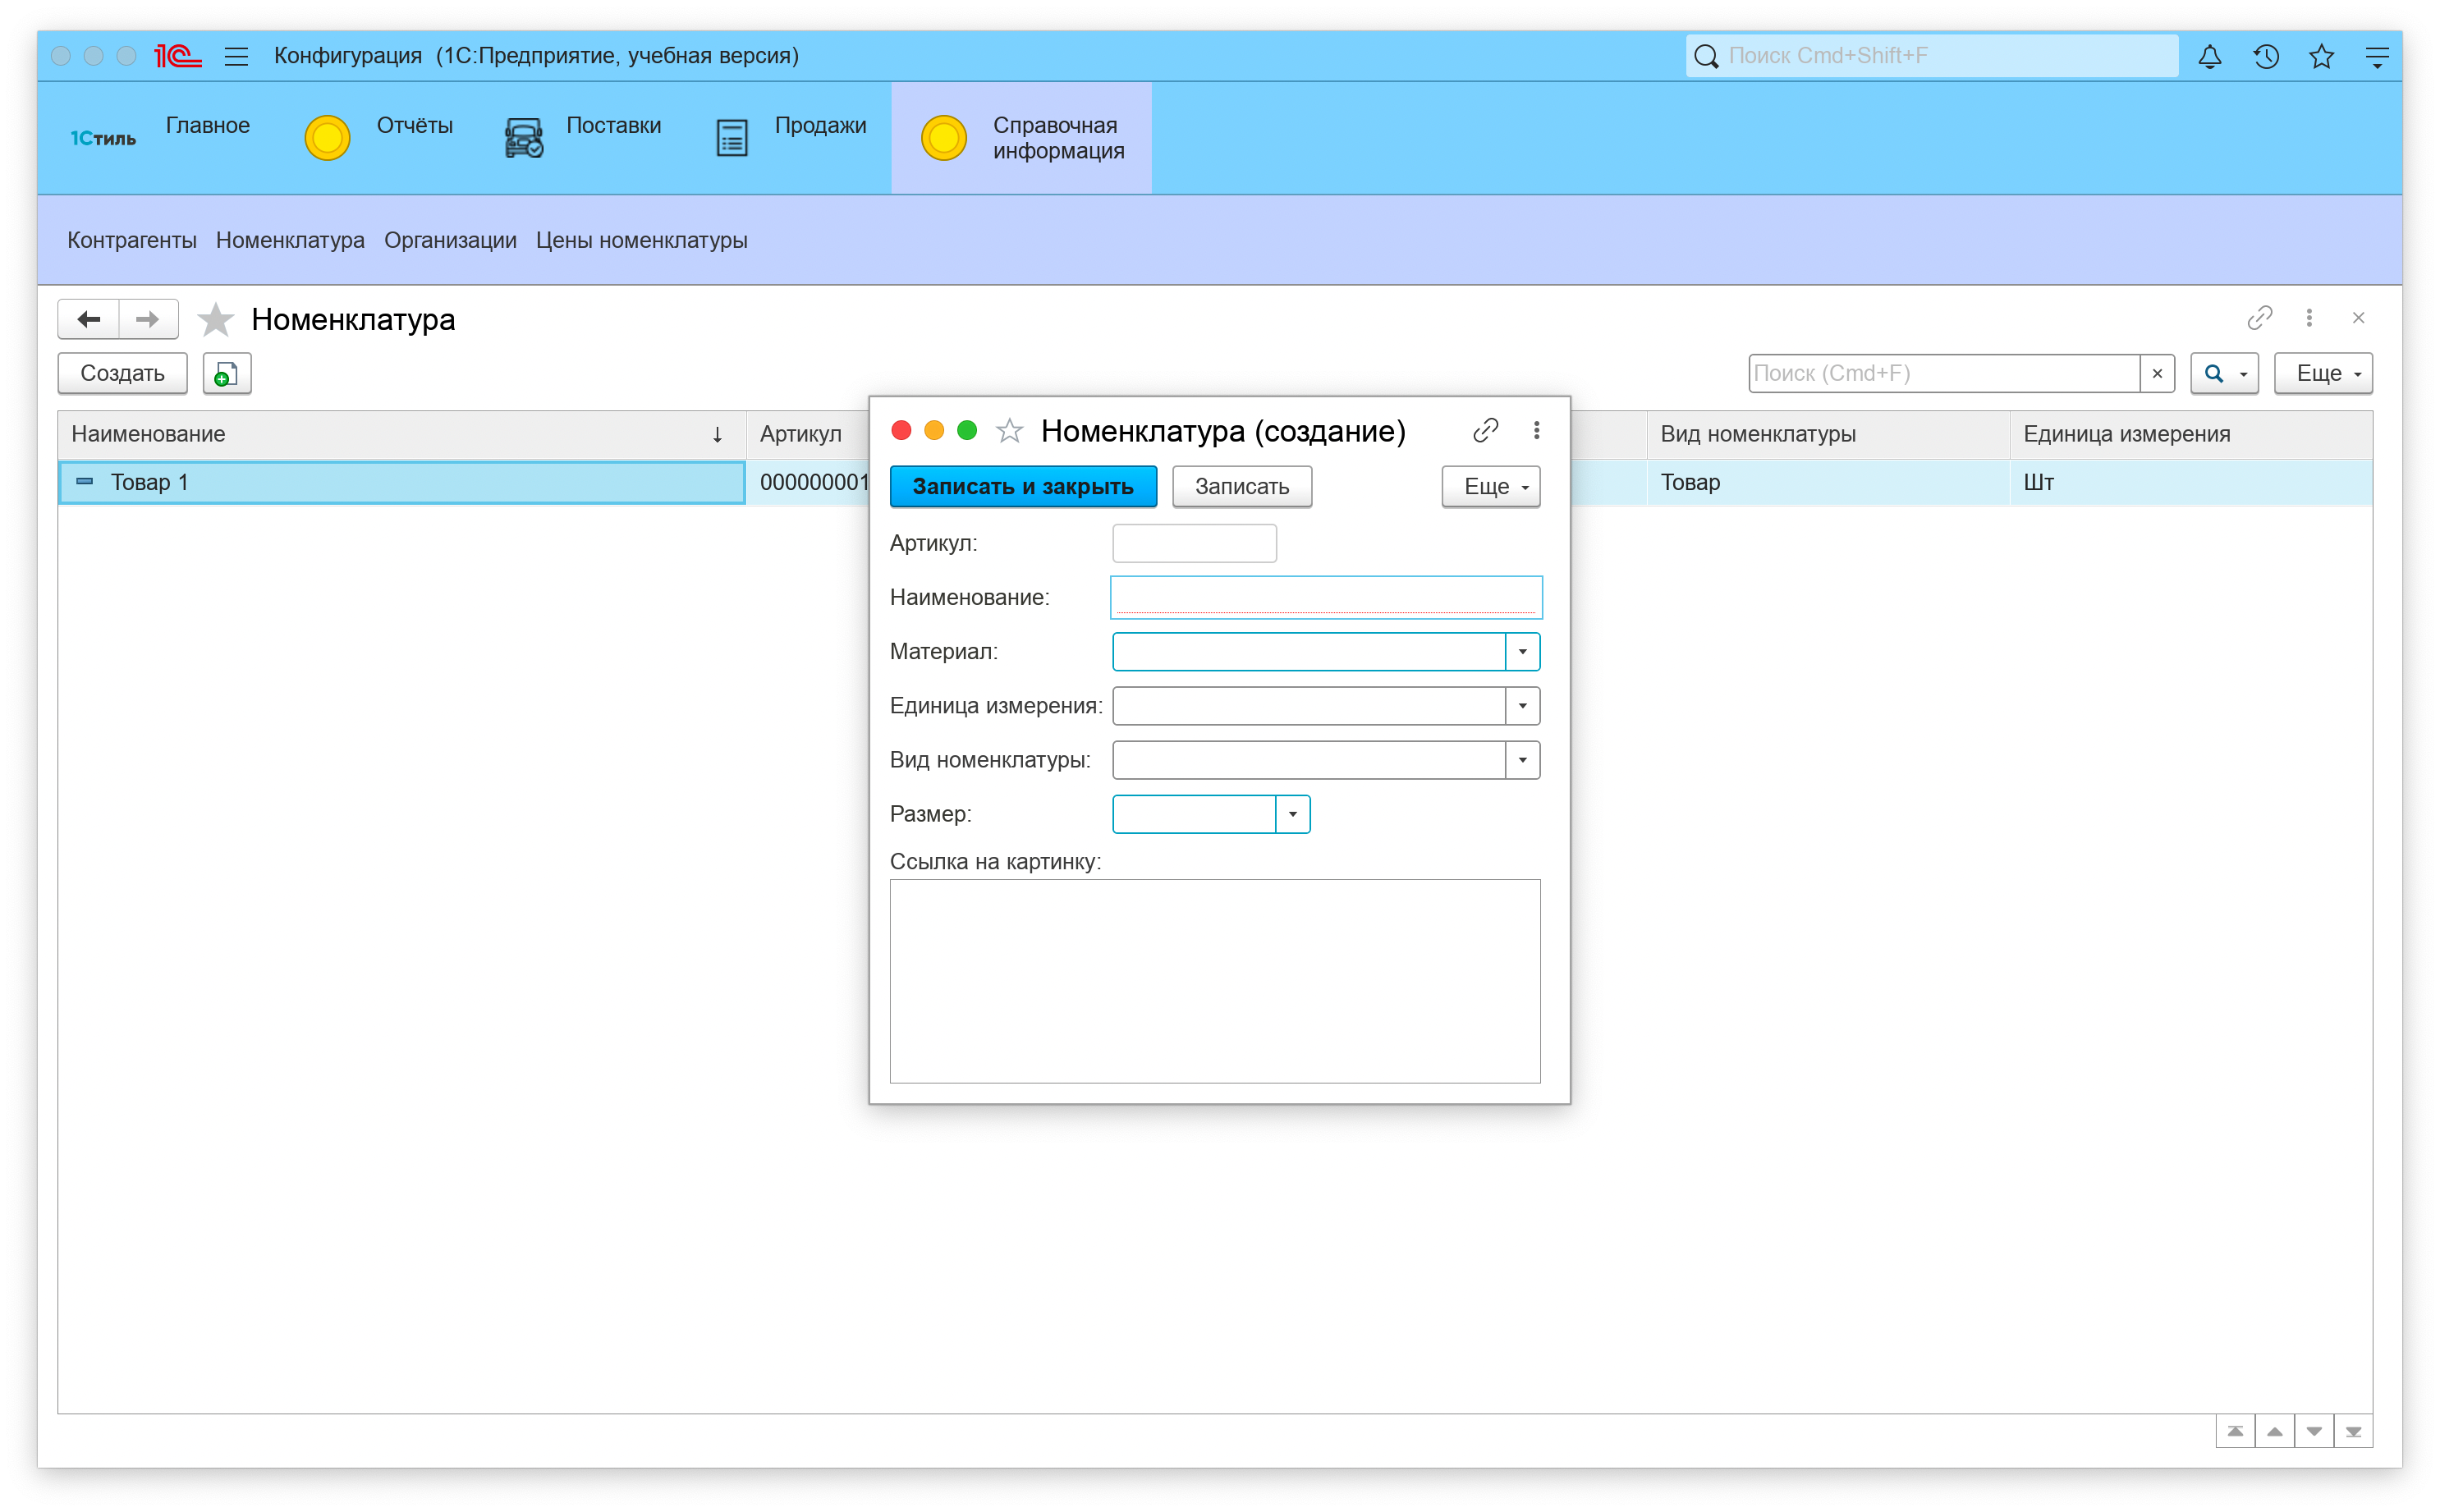 1С Конфигурация (1С:Предприятие, учебная версия) Поиск Cmd+Shift+F
1Стиль Главное Отчёты Поставки Продажи Справочная
информация
Контрагенты Номенклатура Организации Цены номенклатуры
Номенклатура
Создать Поиск (Cmd+F) × Еще
Наименование ↓ Артикул Вид номенклатуры Единица измерения
Товар 1 000000001 Товар Шт
Номенклатура (создание)
Записать и закрыть Записать Еще
Артикул:
Наименование:
Материал:
Единица измерения:
Вид номенклатуры:
Размер:
Ссылка на картинку: